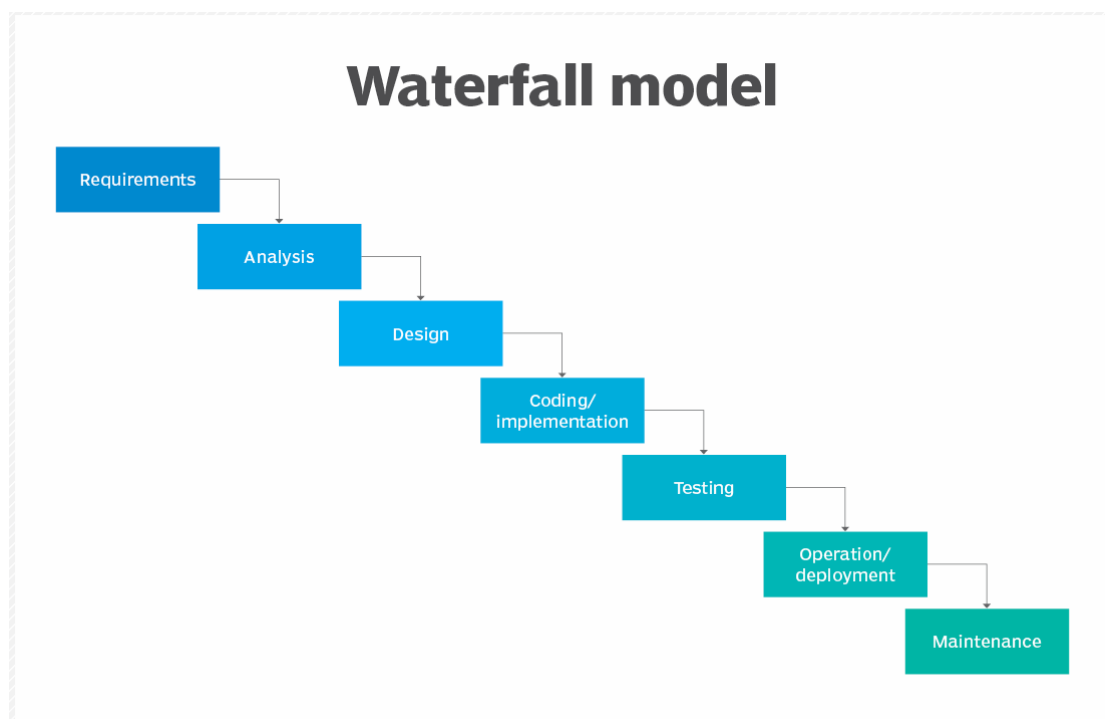 Waterfall model
Requirements
Analysis
Design
Coding/
implementation
Testing
Operation/
deployment
Maintenance